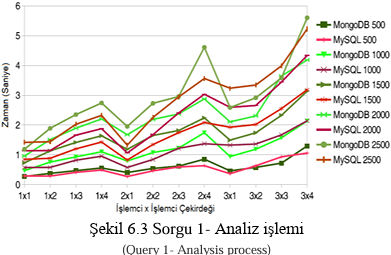 6
5
4
3
2
1
0
Zaman (Saniye)
1x1 1x2 1x3 1x4 2x1 2x2 2x3 2x4 3x1 3x2 3x3 3x4
İşlemci x İşlemci Çekirdeği
MongoDB 500
MySQL 500
MongoDB 1000
MySQL 1000
MongoDB 1500
MySQL 1500
MongoDB 2000
MySQL 2000
MongoDB 2500
MySQL 2500
Şekil 6.3 Sorgu 1- Analiz işlemi
(Query 1- Analysis process)